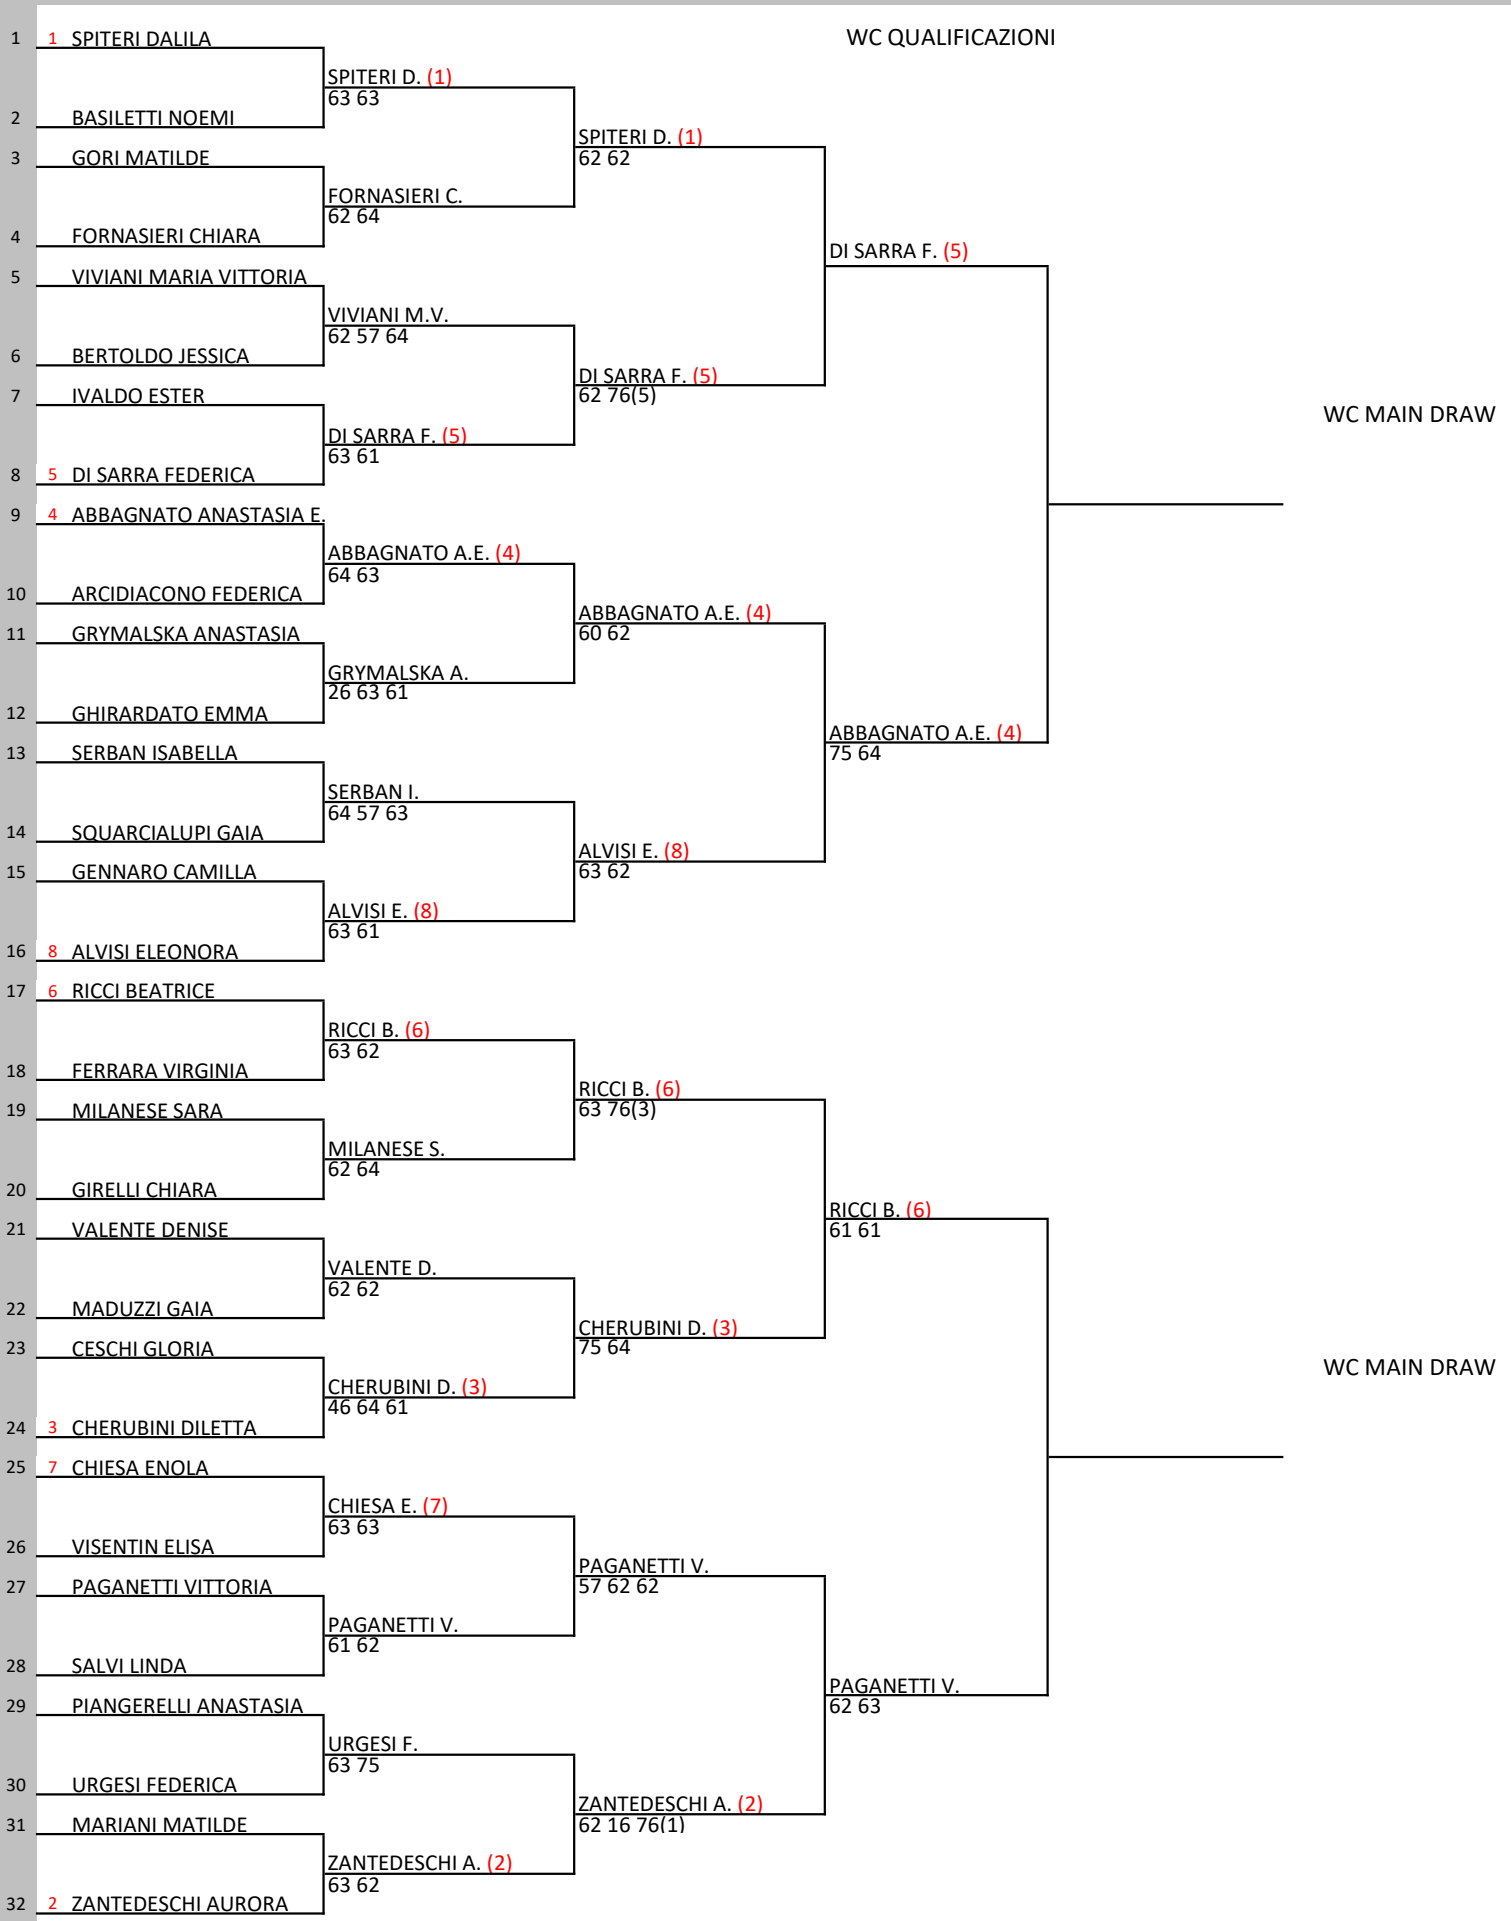 WC QUALIFICAZIONI
1 1 SPITERI DALILA
SPITERI D. (1)
63 63
2 BASILETTI NOEMI
SPITERI D. (1)
62 62
3 GORI MATILDE
FORNASIERI C.
62 64
4 FORNASIERI CHIARA
DI SARRA F. (5)
5 VIVIANI MARIA VITTORIA
VIVIANI M.V.
62 57 64
6 BERTOLDO JESSICA
DI SARRA F. (5)
62 76(5)
7 IVALDO ESTER
WC MAIN DRAW
DI SARRA F. (5)
63 61
8 5 DI SARRA FEDERICA
9 4 ABBAGNATO ANASTASIA E.
ABBAGNATO A.E. (4)
64 63
10 ARCIDIACONO FEDERICA
ABBAGNATO A.E. (4)
60 62
11 GRYMALSKA ANASTASIA
GRYMALSKA A.
26 63 61
12 GHIRARDATO EMMA
ABBAGNATO A.E. (4)
75 64
13 SERBAN ISABELLA
SERBAN I.
64 57 63
14 SQUARCIALUPI GAIA
ALVISI E. (8)
63 62
15 GENNARO CAMILLA
ALVISI E. (8)
63 61
16 8 ALVISI ELEONORA
17 6 RICCI BEATRICE
RICCI B. (6)
63 62
18 FERRARA VIRGINIA
RICCI B. (6)
63 76(3)
19 MILANESE SARA
MILANESE S.
62 64
20 GIRELLI CHIARA
RICCI B. (6)
61 61
21 VALENTE DENISE
VALENTE D.
62 62
22 MADUZZI GAIA
CHERUBINI D. (3)
75 64
23 CESCHI GLORIA
WC MAIN DRAW
CHERUBINI D. (3)
46 64 61
24 3 CHERUBINI DILETTA
25 7 CHIESA ENOLA
CHIESA E. (7)
63 63
26 VISENTIN ELISA
PAGANETTI V.
57 62 62
27 PAGANETTI VITTORIA
PAGANETTI V.
61 62
28 SALVI LINDA
PAGANETTI V.
62 63
29 PIANGERELLI ANASTASIA
URGESI F.
63 75
30 URGESI FEDERICA
ZANTEDESCHI A. (2)
62 16 76(1)
31 MARIANI MATILDE
ZANTEDESCHI A. (2)
63 62
32 2 ZANTEDESCHI AURORA